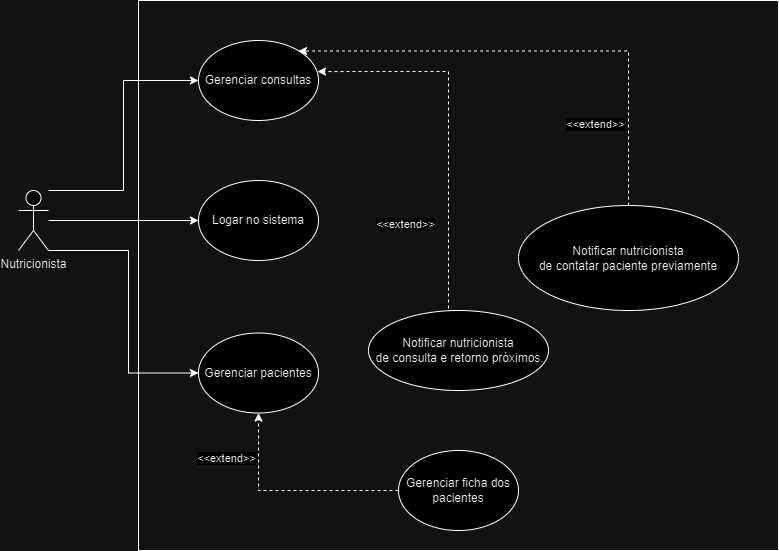 Gerenciar consultas
<<extend>>
Logar no sistema
<<extend>>
Nutricionista
Notificar nutricionista
de contatar paciente previamente
Notificar nutricionista
de consulta e retorno próximos
Gerenciar pacientes
<<extend>>
Gerenciar ficha dos
pacientes